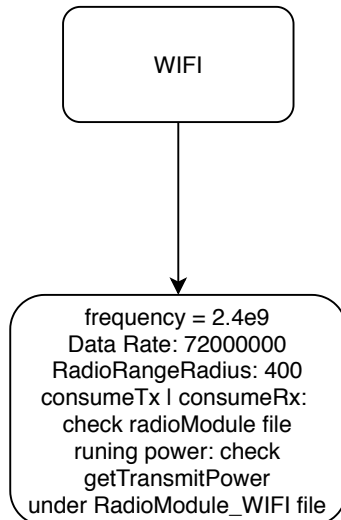 WIFI
frequency = 2.4e9
Data Rate: 72000000
RadioRangeRadius: 400
consumeTx I consumeRx:
check radioModule file
runing power: check
getTransmitPower
under RadioModule_WIFI file